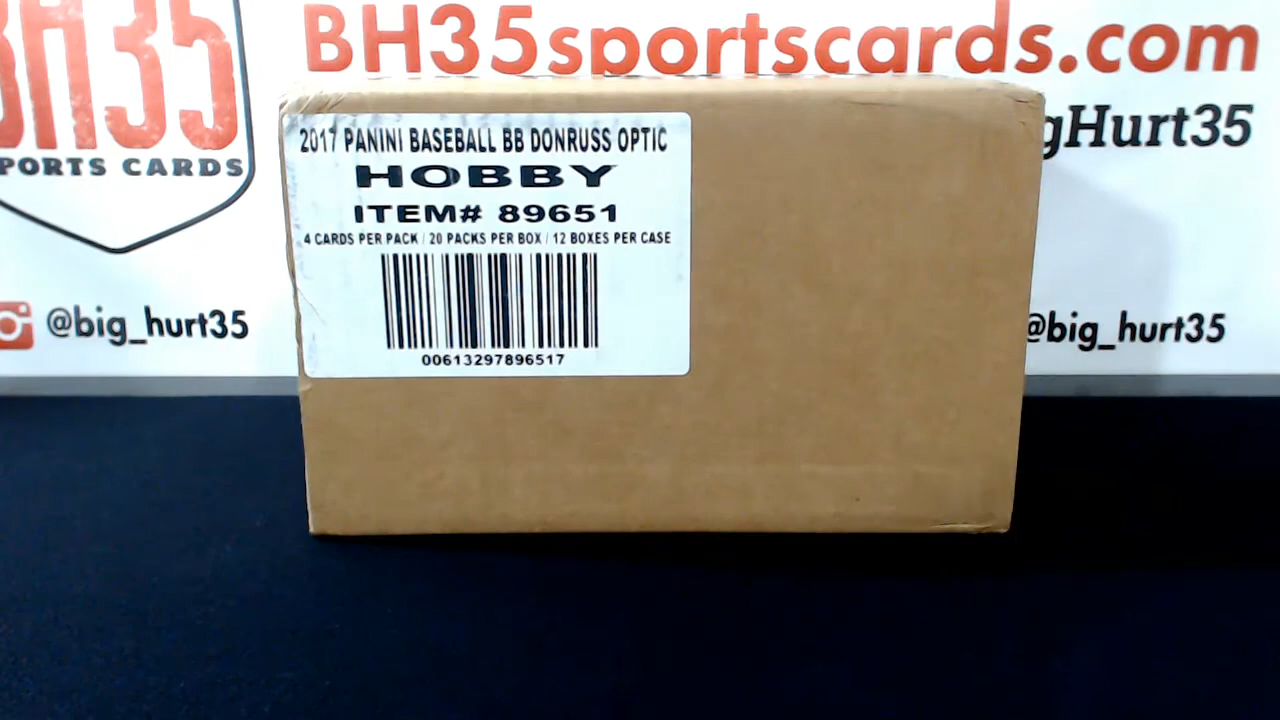 BH35
SPORTS CARDS
BH35sportscards.com
gHurt35
2017 PANINI BASEBALL BB DONRUSS OPTIC
HOBBY
ITEM# 89651
4 CARDS PER PACK / 20 PACKS PER BOX / 12 BOXES PER CASE
00613297896517
@big_hurt35
@big_hurt35